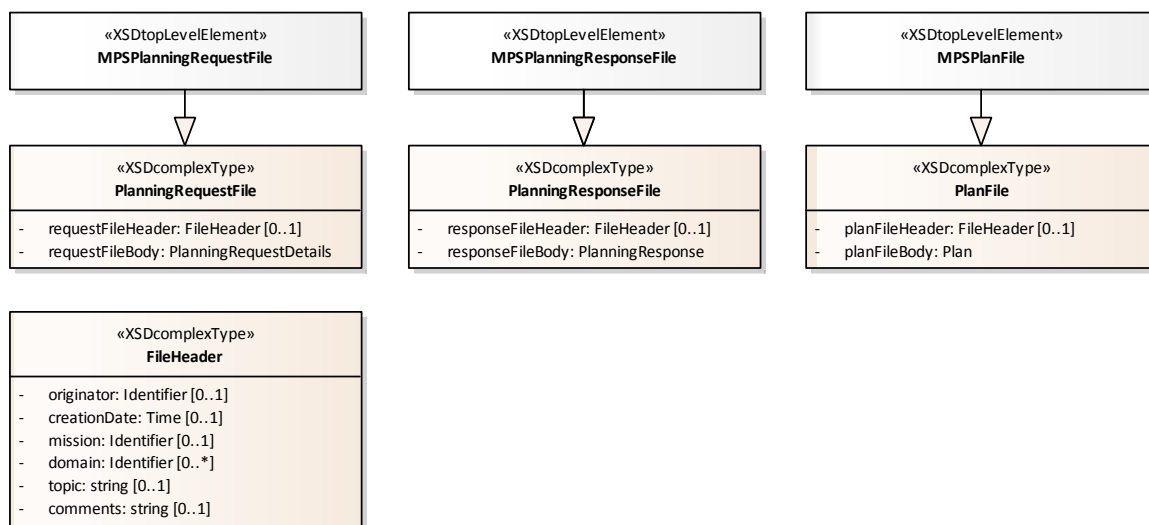 «XSDtopLevelElement»
MPSPlanningRequestFile
«XSDtopLevelElement»
MPSPlanningResponseFile
«XSDtopLevelElement»
MPSPlanFile
«XSDcomplexType»
PlanningRequestFile
- requestFileHeader: FileHeader [0..1]
- requestFileBody: PlanningRequestDetails
«XSDcomplexType»
PlanningResponseFile
- responseFileHeader: FileHeader [0..1]
- responseFileBody: PlanningResponse
«XSDcomplexType»
PlanFile
- planFileHeader: FileHeader [0..1]
- planFileBody: Plan
«XSDcomplexType»
FileHeader
- originator: Identifier [0..1]
- creationDate: Time [0..1]
- mission: Identifier [0..1]
- domain: Identifier [0..*]
- topic: string [0..1]
- comments: string [0..1]